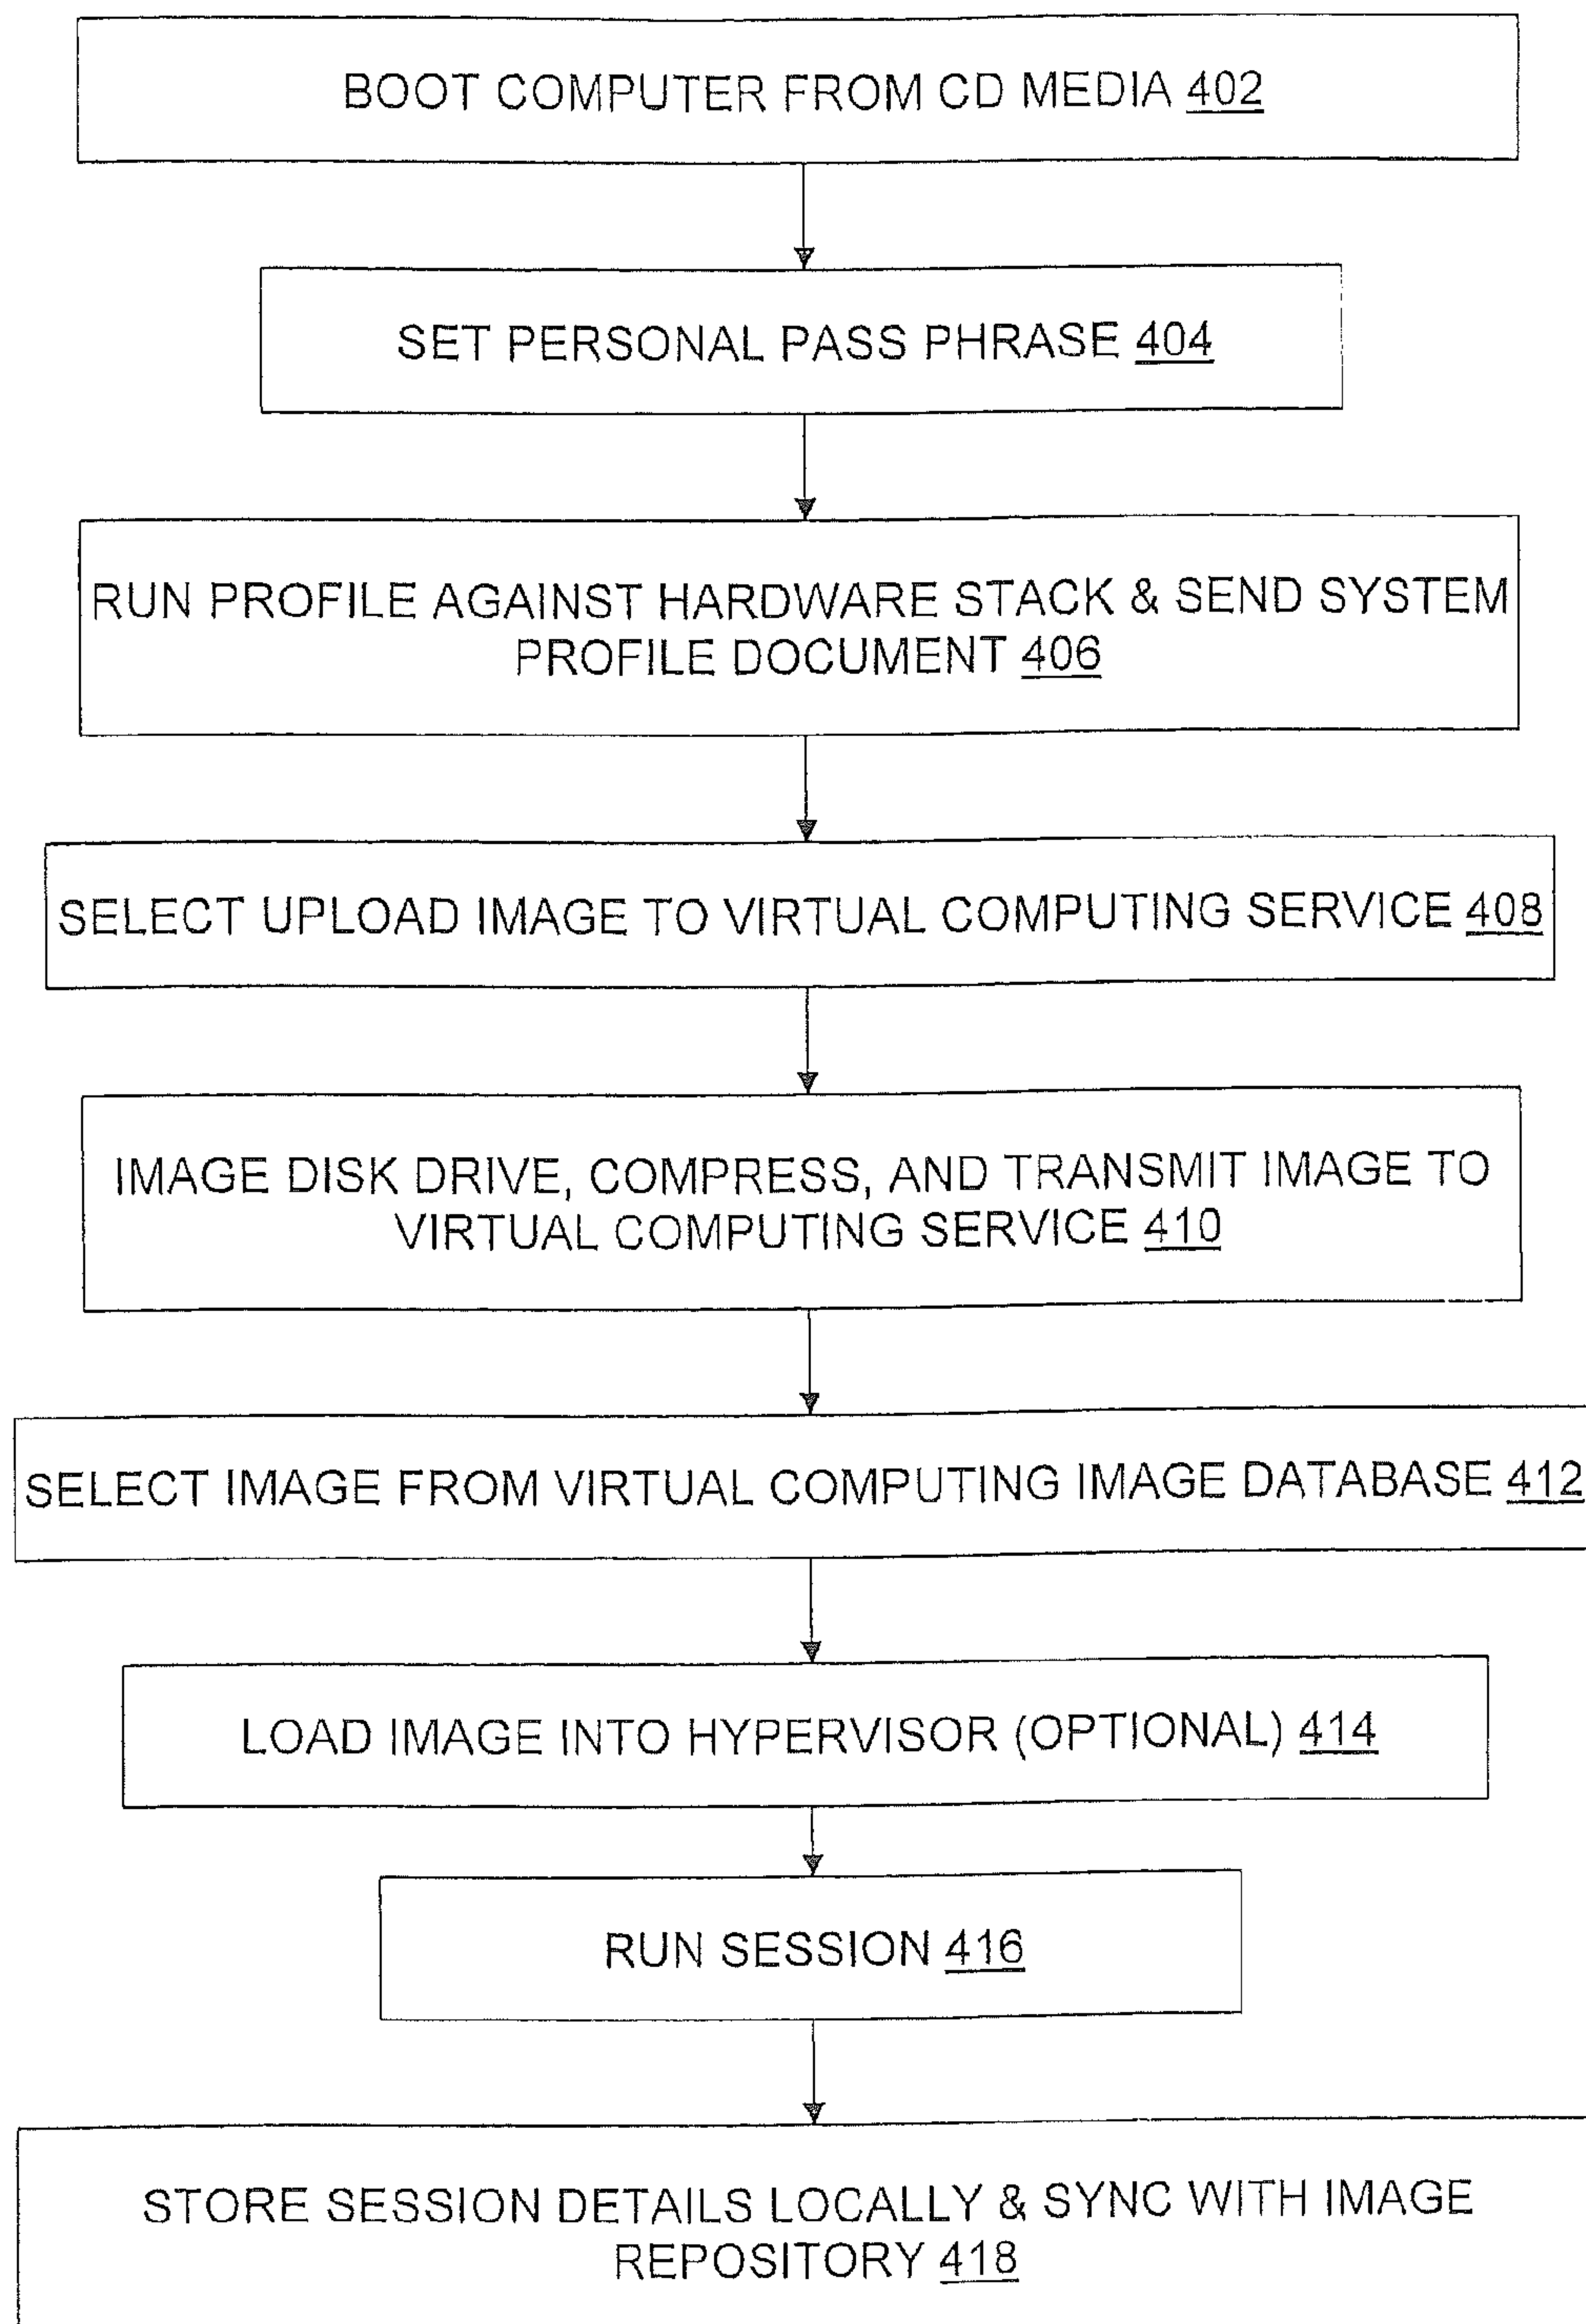 BOOT COMPUTER FROM CD MEDIA 402
SET PERSONAL PASS PHRASE 404
RUN PROFILE AGAINST HARDWARE STACK & SEND SYSTEM
PROFILE DOCUMENT 406
SELECT UPLOAD IMAGE TO VIRTUAL COMPUTING SERVICE 408
IMAGE DISK DRIVE, COMPRESS, AND TRANSMIT IMAGE TO
VIRTUAL COMPUTING SERVICE 410
SELECT IMAGE FROM VIRTUAL COMPUTING IMAGE DATABASE 412
LOAD IMAGE INTO HYPERVISOR (OPTIONAL) 414
RUN SESSION 416
STORE SESSION DETAILS LOCALLY & SYNC WITH IMAGE
REPOSITORY 418